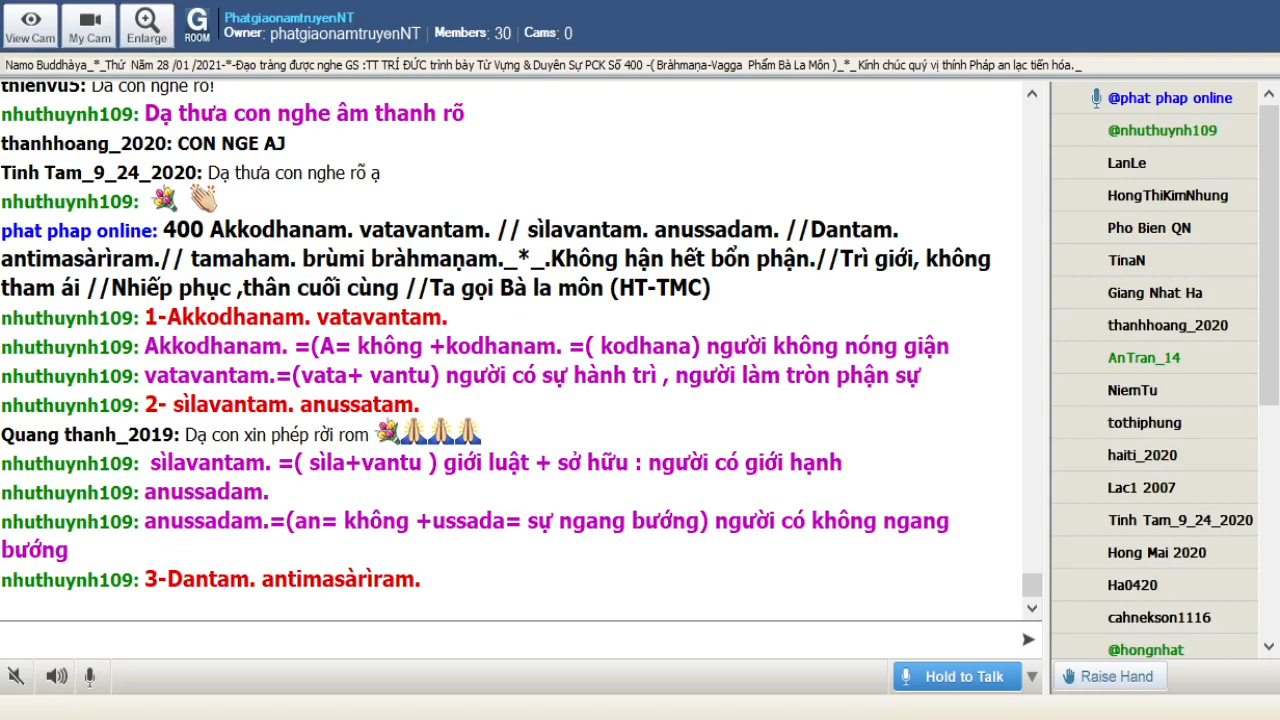 View Cam
My Cam
Enlarge
G
ROOM
PhatgiaonamtruyenNT
Owner: phatgiaonamtruyenNT | Members: 30 | Cams: 0
Namo Buddhàya_*_Thứ Năm 28 /01 /2021-*-Đạo tràng được nghe GS :TT TRÍ ĐỨC trình bày Từ Vựng & Duyên Sự PCK Số 400 -( Bràhmaṇa-Vagga Phẩm Bà La Môn )_*_Kính chúc quý vị thính Pháp an lạc tiến hóa._
thienvu5: Dạ con nghe rõ!
nhuthuynh109: Dạ thưa con nghe âm thanh rõ
thanhhoang_2020: CON NGE AJ
Tinh Tam_9_24_2020: Dạ thưa con nghe rõ ạ
nhuthuynh109:
phat phap online: 400 Akkodhanam. vatavantam. // sìlavantam. anussadam. //Dantam.
antimasàrìram.// tamaham. brùmi bràhmaṇam._*_.Không hận hết bổn phận.//Trì giới, không
tham ái //Nhiếp phục ,thân cuối cùng //Ta gọi Bà la môn (HT-TMC)
nhuthuynh109: 1-Akkodhanam. vatavantam.
nhuthuynh109: Akkodhanam. =(A= không +kodhanam. =( kodhana) người không nóng giận
nhuthuynh109: vatavantam.=(vata+ vantu) người có sự hành trì , người làm tròn phận sự
nhuthuynh109: 2- sìlavantam. anussatam.
Quang thanh_2019: Dạ con xin phép rời rom
nhuthuynh109: sìlavantam. =( sìla+vantu ) giới luật + sở hữu : người có giới hạnh
nhuthuynh109: anussadam.
nhuthuynh109: anussadam.=(an= không +ussada= sự ngang bướng) người có không ngang
bướng
nhuthuynh109: 3-Dantam. antimasàrìram.
Hold to Talk
@phat phap online
@nhuthuynh109
LanLe
HongThiKimNhung
Pho Bien QN
TinaN
Giang Nhat Ha
thanhhoang_2020
AnTran_14
NiemTu
tothiphung
haiti_2020
Lac1 2007
Tinh Tam_9_24_2020
Hong Mai 2020
Ha0420
cahnekson1116
@hongnhat
Raise Hand